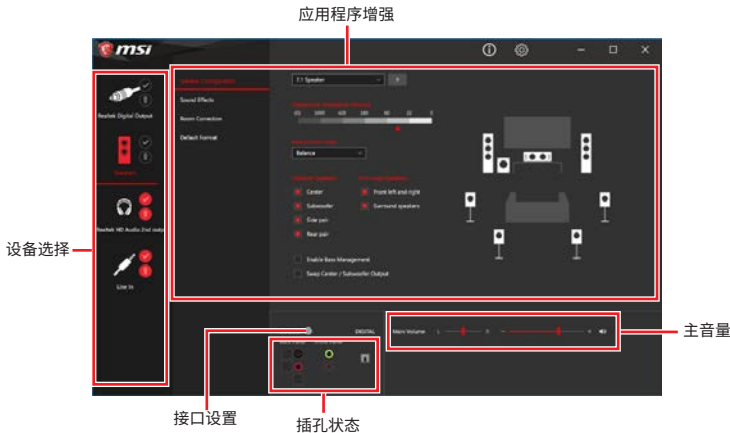 应用程序增强
msi
Realtek Digital Output
Speakers
Realtek HD Audio 2nd output
Line In
Speaker Configuration
Sound Effects
Room Correction
Default Format
7.1 Speaker
Balance
Center
Subwoofer
Side pair
Rear pair
Front left and right
Surround speakers
Enable Bass Management
Swap Center / Subwoofer Output
设备选择
DIGITAL
Main Volume
L
R
主音量
接口设置
插孔状态